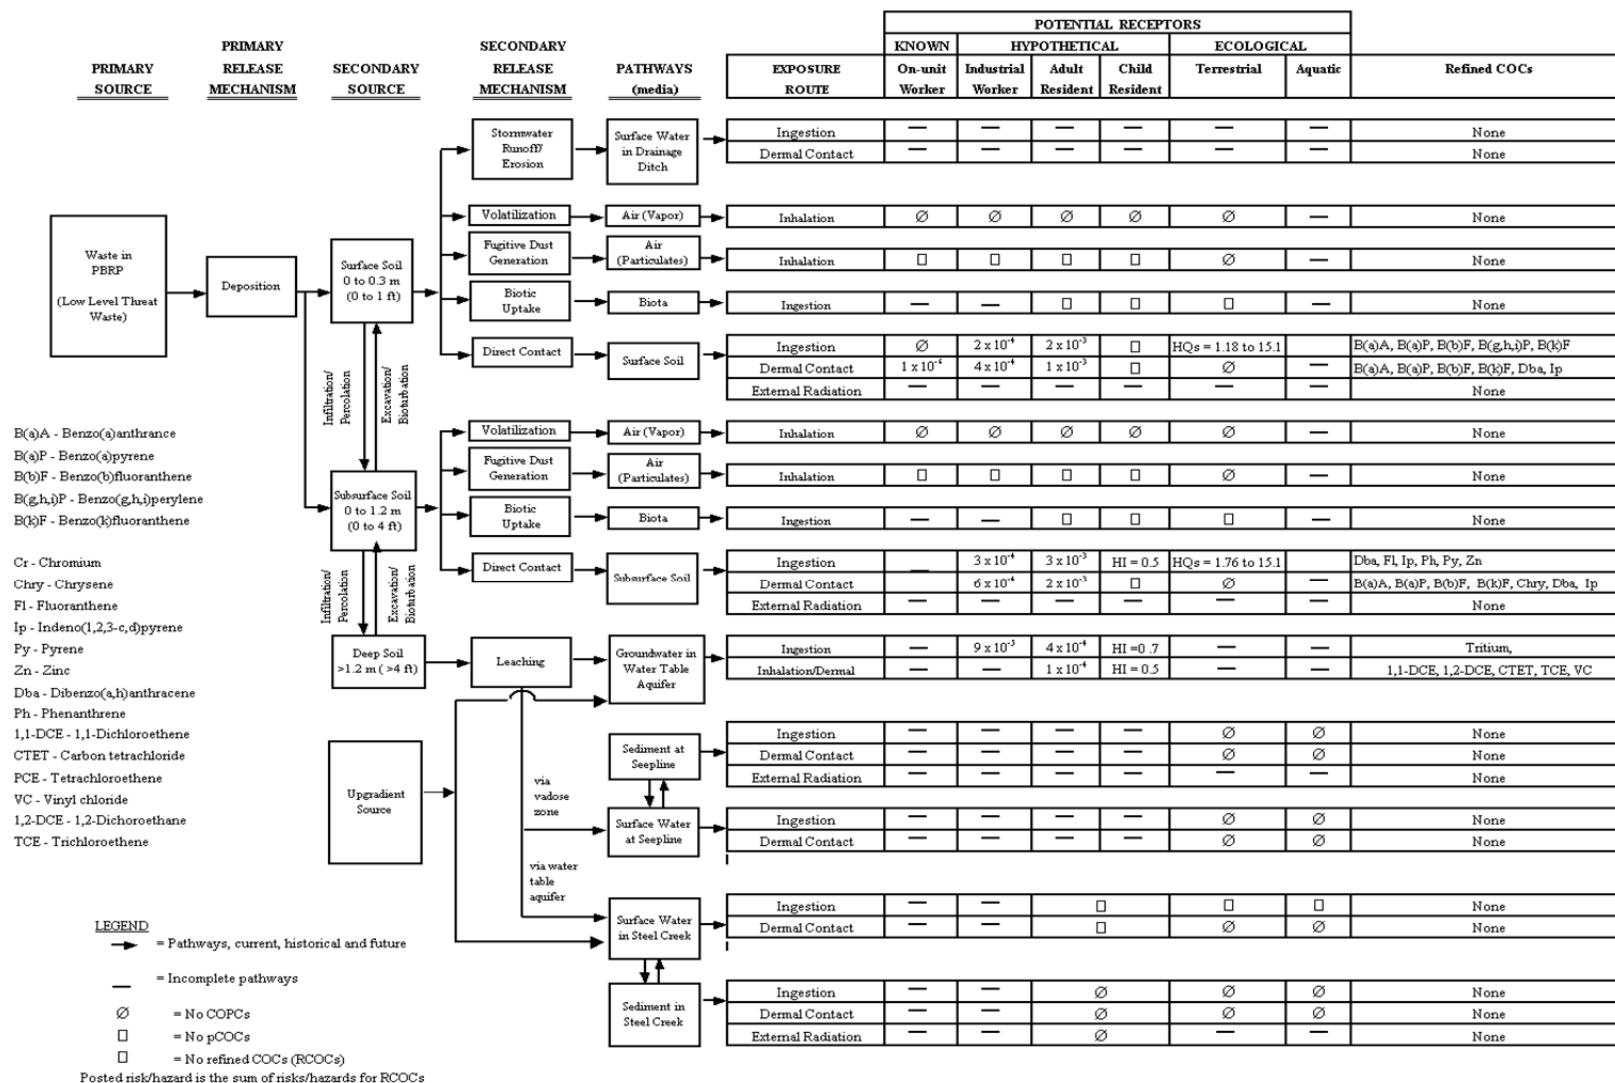 POTENTIAL RECEPTORS
KNOWN HYPOTHETICAL ECOLOGICAL
PRIMARY SOURCE
PRIMARY RELEASE MECHANISM
SECONDARY SOURCE
SECONDARY RELEASE MECHANISM
PATHWAYS (media)
EXPOSURE ROUTE
On-unit Worker
Industrial Worker
Adult Resident
Child Resident
Terrestrial
Aquatic
Refined COCs
Waste in
PBRP
(Low Level Threat
Waste)
Deposition
Surface Soil
0 to 0.3 m
(0 to 1 ft)
Infiltration/
Percolation
Excavation/
Bioturbation
Subsurface Soil
0 to 1.2 m
(0 to 4 ft)
Infiltration/
Percolation
Excavation/
Bioturbation
Deep Soil
>1.2 m ( >4 ft)
Upgradient
Source
Stormwater
Runoff/
Erosion
Surface Water
in Drainage
Ditch
Ingestion — — — — — — None
Dermal Contact — — — — — — None
Volatilization
Air (Vapor)
Inhalation ∅ ∅ ∅ ∅ ∅ — None
Fugitive Dust
Generation
Air
(Particulates)
Inhalation □ □ □ □ ∅ — None
Biotic
Uptake
Biota
Ingestion — — □ □ □ — None
Direct Contact
Surface Soil
Ingestion ∅ 2 x 10⁻⁴ 2 x 10⁻³ □ HQs = 1.18 to 15.1 B(a)A, B(a)P, B(b)F, B(g,h,i)P, B(k)F
Dermal Contact 1 x 10⁻⁶ 4 x 10⁻⁴ 1 x 10⁻³ □ ∅ — B(a)A, B(a)P, B(b)F, B(k)F, Dba, Ip
External Radiation — — — — — — None
Volatilization
Air (Vapor)
Inhalation ∅ ∅ ∅ ∅ ∅ — None
Fugitive Dust
Generation
Air
(Particulates)
Inhalation □ □ □ □ ∅ — None
Biotic
Uptake
Biota
Ingestion — — □ □ □ — None
Direct Contact
Subsurface Soil
Ingestion — 3 x 10⁻⁴ 3 x 10⁻³ HI = 0.5 HQs = 1.76 to 15.1 Dba, Fl, Ip, Ph, Py, Zn
Dermal Contact 6 x 10⁻⁴ 2 x 10⁻³ □ ∅ — B(a)A, B(a)P, B(b)F, B(k)F, Chry, Dba, Ip
External Radiation — — — — — — None
Leaching
Groundwater in
Water Table
Aquifer
Ingestion — 9 x 10⁻⁵ 4 x 10⁻⁴ HI =0 .7 — — Tritium,
Inhalation/Dermal — — 1 x 10⁻⁴ HI = 0.5 — — 1,1-DCE, 1,2-DCE, CTET, TCE, VC
via
vadose
zone
via water
table
aquifer
Sediment at
Seepline
Ingestion — — — — ∅ ∅ None
Dermal Contact — — — — ∅ ∅ None
External Radiation — — — — — — None
Surface Water
at Seepline
Ingestion — — — — ∅ ∅ None
Dermal Contact — — — — ∅ ∅ None
Surface Water
in Steel Creek
Ingestion — — □ □ □ None
Dermal Contact — — □ ∅ ∅ None
Sediment in
Steel Creek
Ingestion — — ∅ ∅ ∅ None
Dermal Contact — — ∅ ∅ ∅ None
External Radiation — — ∅ — — None
B(a)A - Benzo(a)anthrance
B(a)P - Benzo(a)pyrene
B(b)F - Benzo(b)fluoranthene
B(g,h,i)P - Benzo(g,h,i)perylene
B(k)F - Benzo(k)fluoranthene
Cr - Chromium
Chry - Chrysene
Fl - Fluoranthene
Ip - Indeno(1,2,3-c,d)pyrene
Py - Pyrene
Zn - Zinc
Dba - Dibenzo(a,h)anthracene
Ph - Phenanthrene
1,1-DCE - 1,1-Dichloroethene
CTET - Carbon tetrachloride
PCE - Tetrachloroethene
VC - Vinyl chloride
1,2-DCE - 1,2-Dichoroethane
TCE - Trichloroethene
LEGEND
= Pathways, current, historical and future
— = Incomplete pathways
∅ = No COPCs
□ = No pCOCs
□ = No refined COCs (RCOCs)
Posted risk/hazard is the sum of risks/hazards for RCOCs